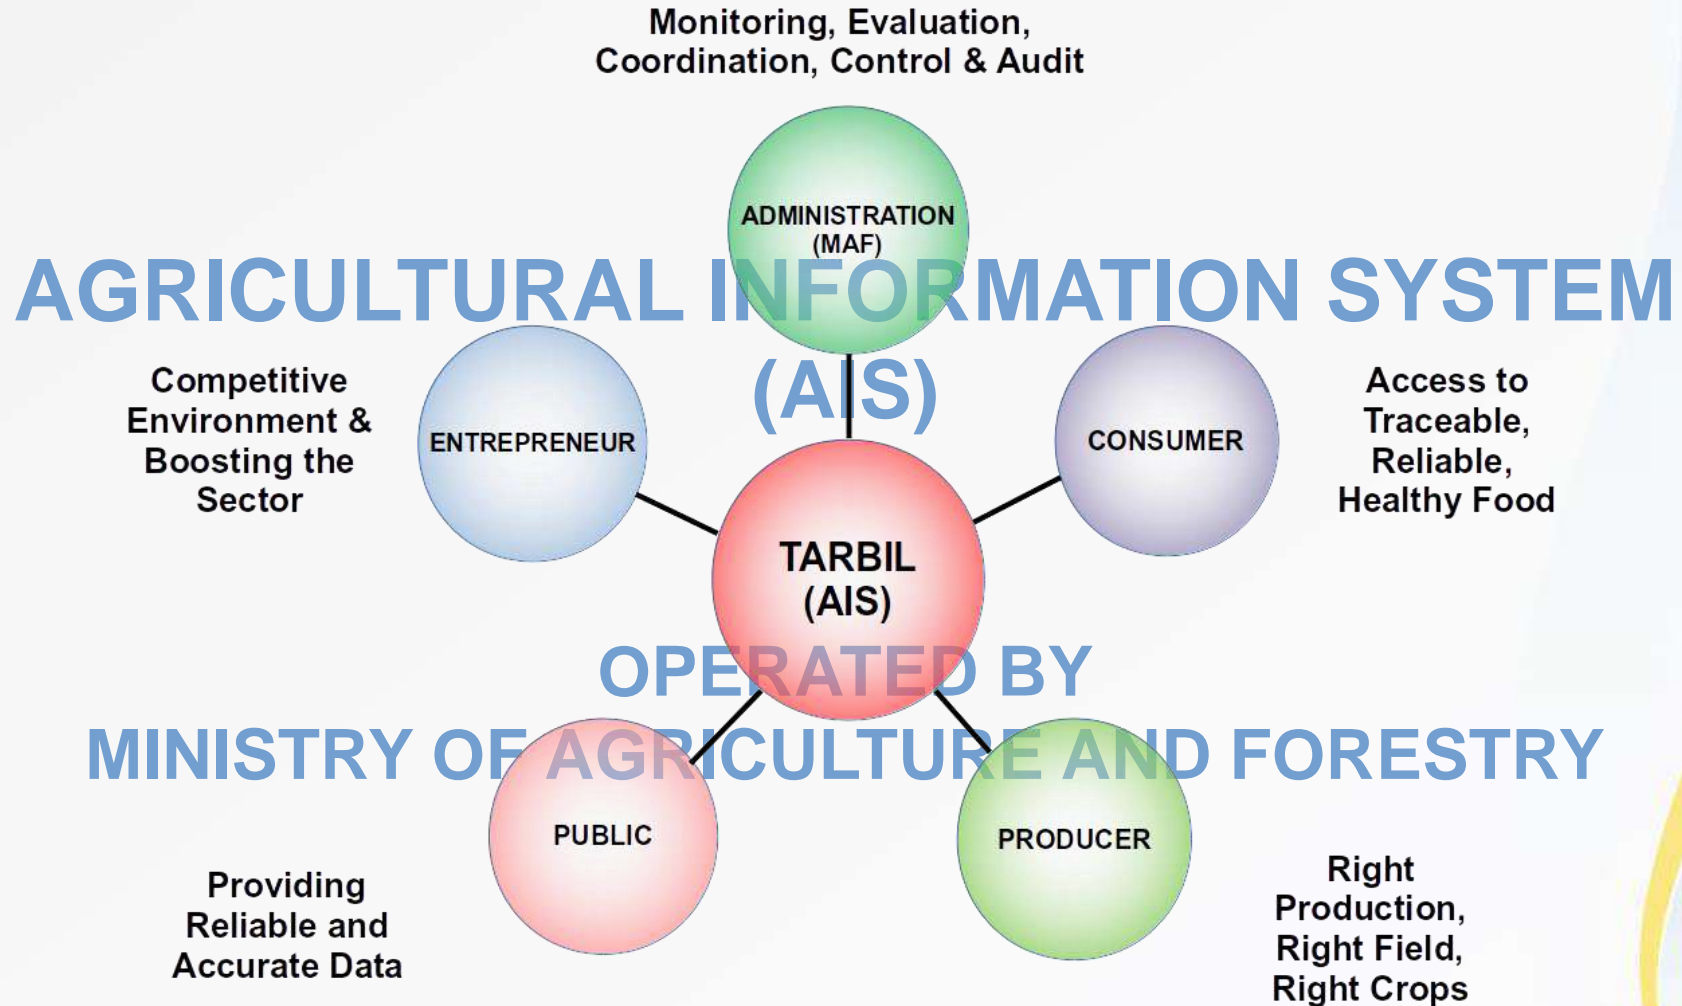 Monitoring, Evaluation,
Coordination, Control & Audit
ADMINISTRATION
(MAF)
AGRICULTURAL INFORMATION SYSTEM
(AIS)
Competitive
Environment &
Boosting the
Sector
ENTREPRENEUR
CONSUMER
Access to
Traceable,
Reliable,
Healthy Food
TARBIL
(AIS)
OPERATED BY
MINISTRY OF AGRICULTURE AND FORESTRY
PUBLIC
Providing
Reliable and
Accurate Data
PRODUCER
Right
Production,
Right Field,
Right Crops